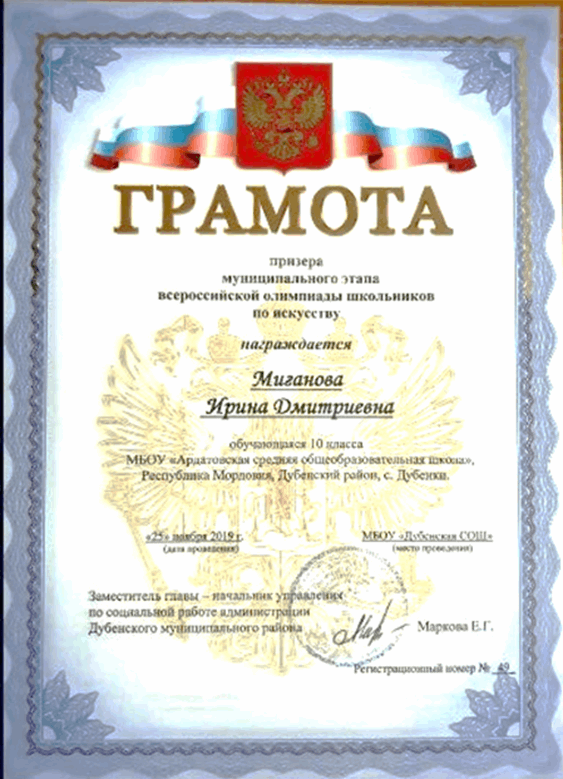 ГРАМОТА
призера
муниципального этапа
всероссийской олимпиады школьников
по искусству
награждается
Миганова
Ирина Дмитриевна
обучающаяся 10 класса
МБОУ «Ардатовская средняя общеобразовательная школа»,
Республика Мордовия, Дубенский район, с. Дубенки.
«25» ноября 2019 г. МБОУ «Дубенская СОШ»
(дата проведения) (место проведения)
Заместитель главы – начальник управления
по социальной работе администрации
Дубенского муниципального района Маркова Е.Г.
Регистрационный номер № 49